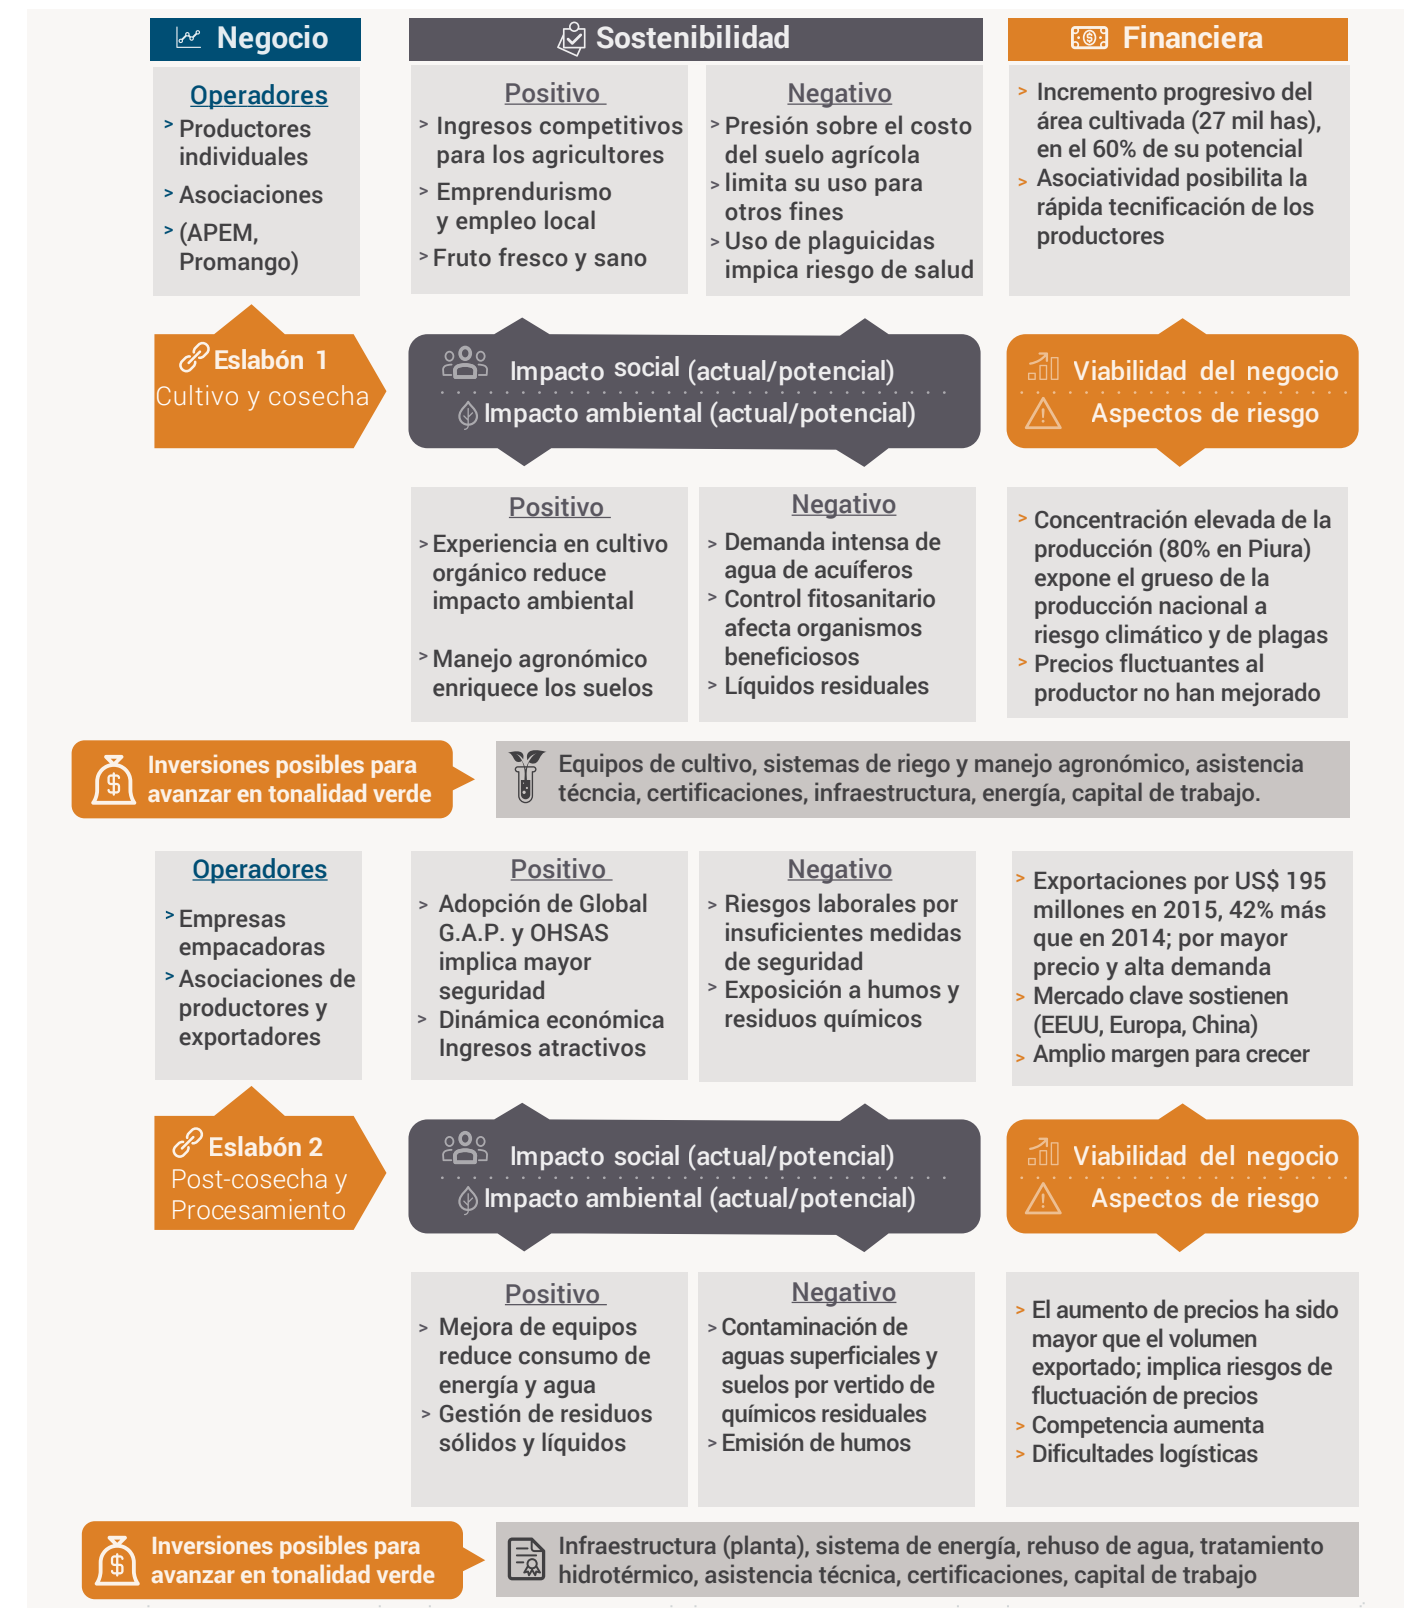 Negocio
Sostenibilidad
Financiera
Operadores
> Productores
individuales
> Asociaciones
> (APEM,
Promango)
Positivo
> Ingresos competitivos
para los agricultores
> Emprendurismo
y empleo local
> Fruto fresco y sano
Negativo
> Presión sobre el costo
del suelo agrícola
> limita su uso para
otros fines
> Uso de plaguicidas
impica riesgo de salud
> Incremento progresivo del
área cultivada (27 mil has),
en el 60% de su potencial
> Asociatividad posibilita la
rápida tecnificación de los
productores
Eslabón 1
Cultivo y cosecha
Impacto social (actual/potencial)
Impacto ambiental (actual/potencial)
Viabilidad del negocio
Aspectos de riesgo
Positivo
> Experiencia en cultivo
orgánico reduce
impacto ambiental
> Manejo agronómico
enriquece los suelos
Negativo
> Demanda intensa de
agua de acuíferos
> Control fitosanitario
afecta organismos
beneficiosos
> Líquidos residuales
> Concentración elevada de la
producción (80% en Piura)
expone el grueso de la
producción nacional a
riesgo climático y de plagas
> Precios fluctuantes al
productor no han mejorado
Inversiones posibles para
avanzar en tonalidad verde
Equipos de cultivo, sistemas de riego y manejo agronómico, asistencia
técncia, certificaciones, infraestructura, energía, capital de trabajo.
Operadores
> Empresas
empacadoras
> Asociaciones de
productores y
exportadores
Positivo
> Adopción de Global
G.A.P. y OHSAS
implica mayor
seguridad
> Dinámica económica
Ingresos atractivos
Negativo
> Riesgos laborales por
insuficientes medidas
de seguridad
> Exposición a humos y
residuos químicos
> Exportaciones por US$ 195
millones en 2015, 42% más
que en 2014; por mayor
precio y alta demanda
> Mercado clave sostienen
(EEUU, Europa, China)
> Amplio margen para crecer
Eslabón 2
Post-cosecha y
Procesamiento
Impacto social (actual/potencial)
Impacto ambiental (actual/potencial)
Viabilidad del negocio
Aspectos de riesgo
Positivo
> Mejora de equipos
reduce consumo de
energía y agua
> Gestión de residuos
sólidos y líquidos
Negativo
> Contaminación de
aguas superficiales y
suelos por vertido de
químicos residuales
> Emisión de humos
> El aumento de precios ha sido
mayor que el volumen
exportado; implica riesgos de
fluctuación de precios
> Competencia aumenta
> Dificultades logísticas
Inversiones posibles para
avanzar en tonalidad verde
Infraestructura (planta), sistema de energía, rehuso de agua, tratamiento
hidrotérmico, asistencia técnica, certificaciones, capital de trabajo